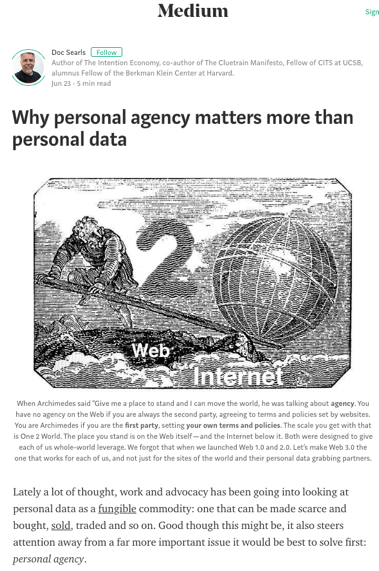 Medium
Sign
Doc Searls Follow
Author of The Intention Economy, co-author of The Cluetrain Manifesto, Fellow of CITS at UCSB,
alumnus Fellow of the Berkman Klein Center at Harvard.
Jun 23 · 5 min read
Why personal agency matters more than
personal data
2 0
Web
Internet
When Archimedes said "Give me a place to stand and I can move the world, he was talking about agency. You
have no agency on the Web if you are always the second party, agreeing to terms and policies set by websites.
You are Archimedes if you are the first party, setting your own terms and policies. The scale you get with that
is One 2 World. The place you stand is on the Web itself — and the Internet below it. Both were designed to give
each of us whole-world leverage. We forgot that when we launched Web 1.0 and 2.0. Let's make Web 3.0 the
one that works for each of us, and not just for the sites of the world and their personal data grabbing partners.
Lately a lot of thought, work and advocacy has been going into looking at
personal data as a fungible commodity: one that can be made scarce and
bought, sold, traded and so on. Good though this might be, it also steers
attention away from a far more important issue it would be best to solve first:
personal agency.